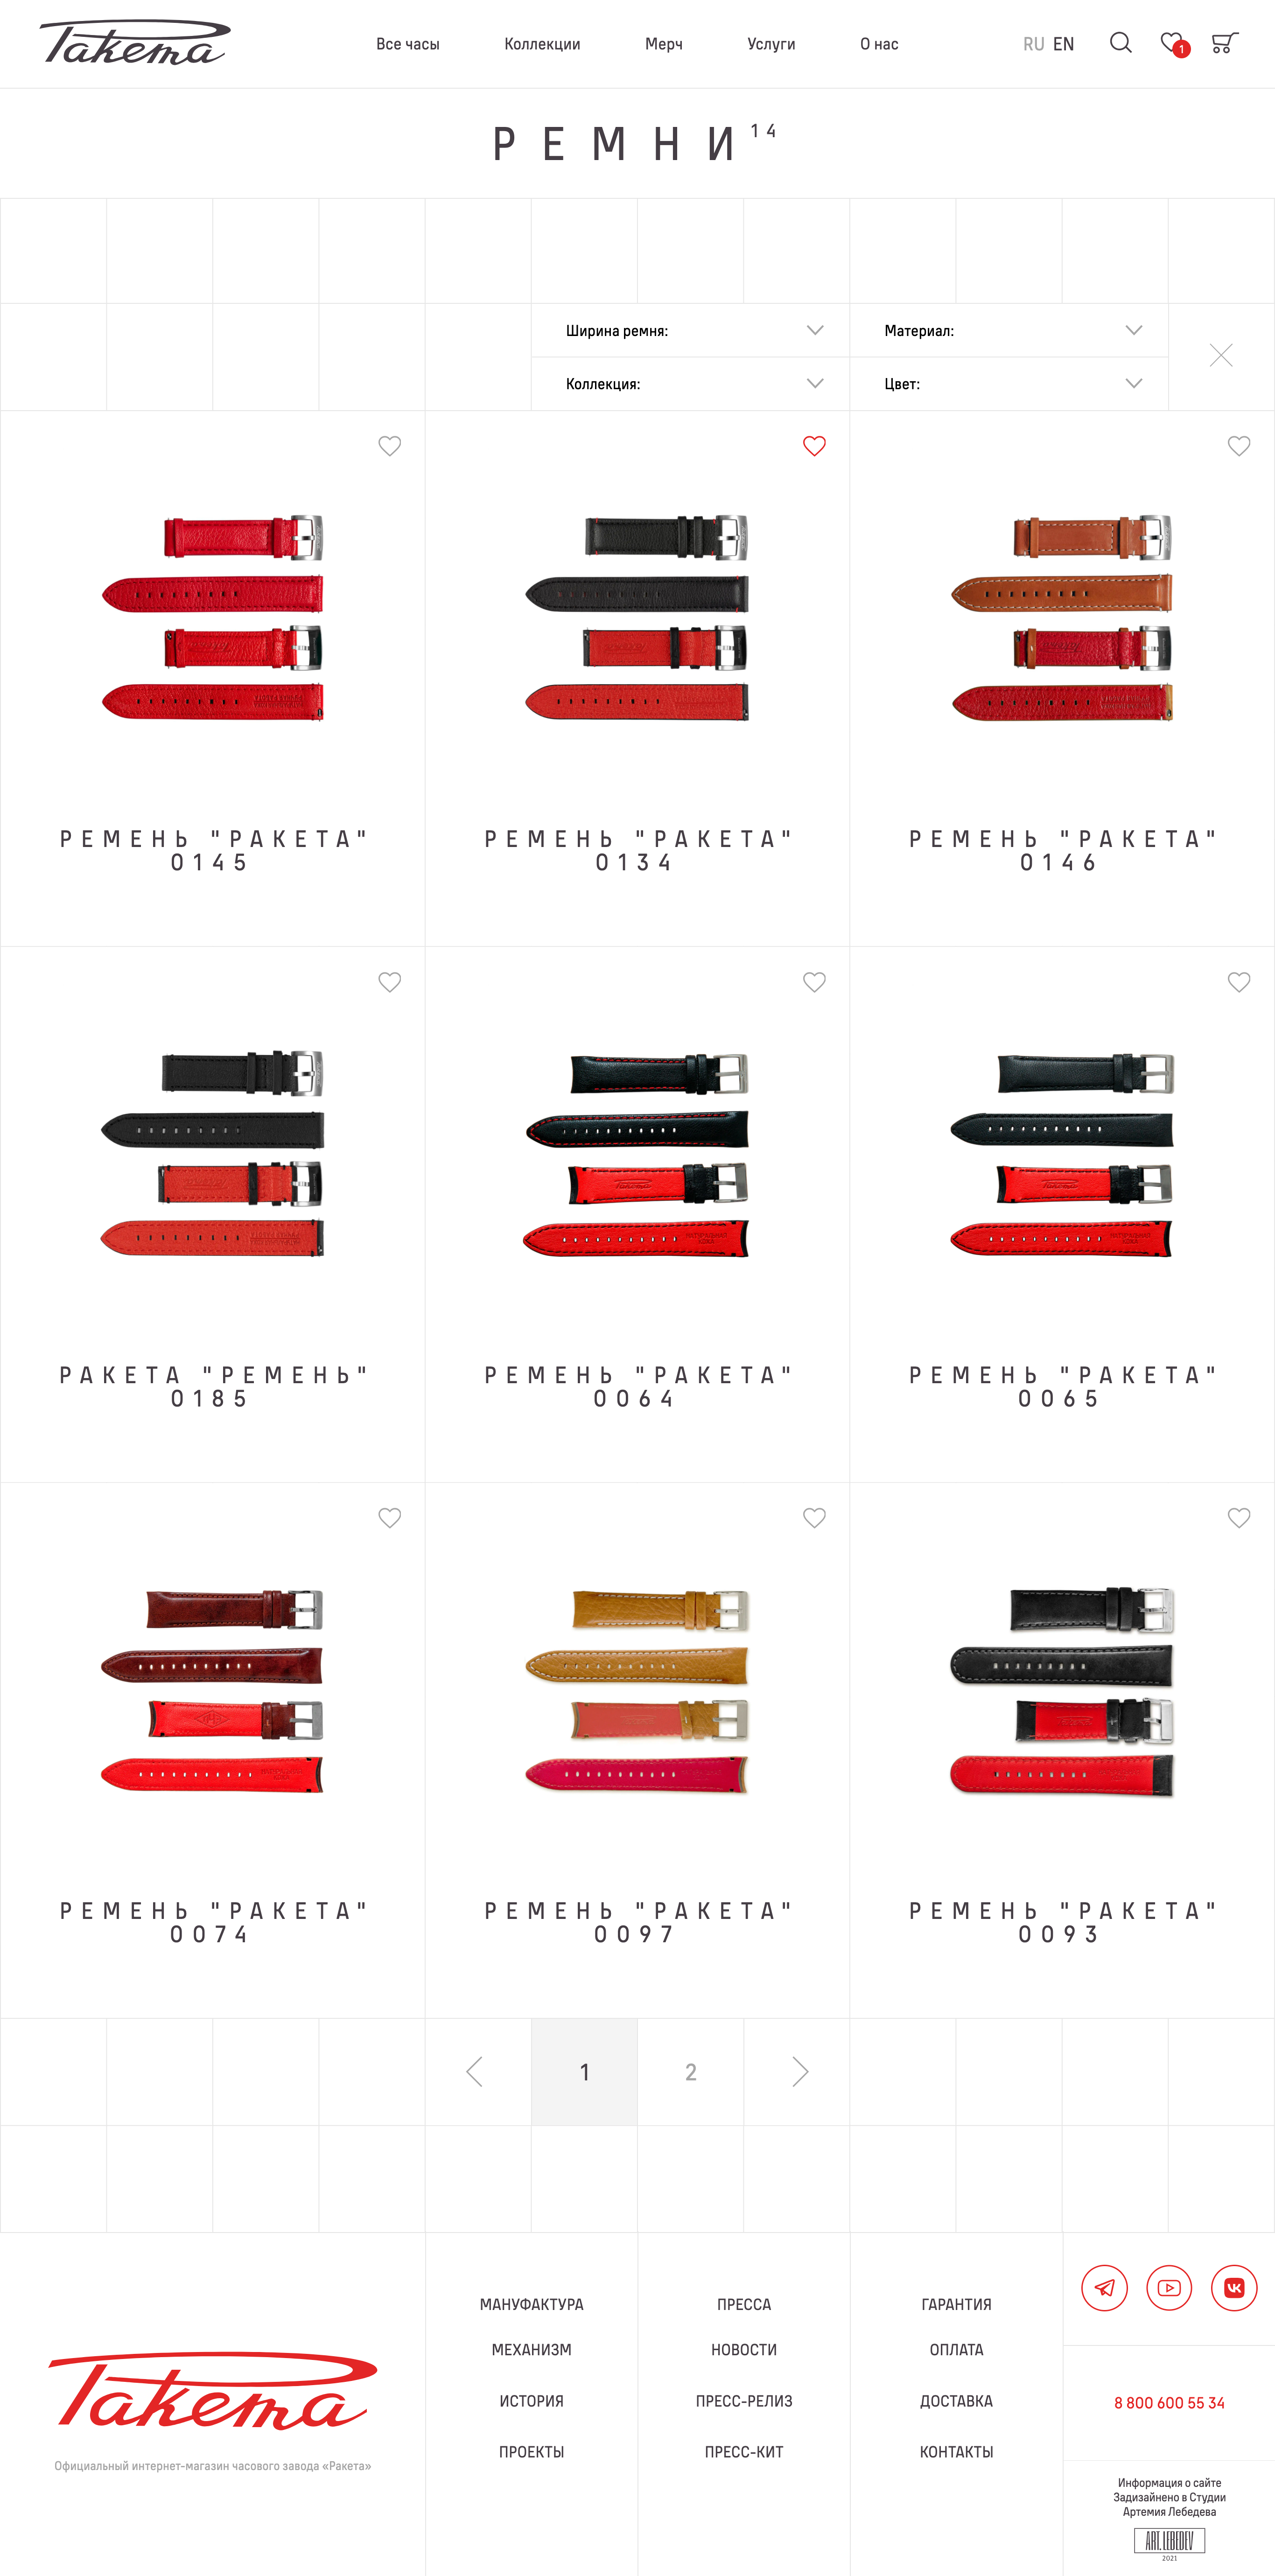 Ракета
Все часы
Коллекции
Мерч
Услуги
О нас
RU EN
1
РЕМНИ 14
Ширина ремня:
Материал:
Коллекция:
Цвет:
РЕМЕНЬ "РАКЕТА"
0145
РЕМЕНЬ "РАКЕТА"
0134
РЕМЕНЬ "РАКЕТА"
0146
РАКЕТА "РЕМЕНЬ"
0185
РЕМЕНЬ "РАКЕТА"
0064
РЕМЕНЬ "РАКЕТА"
0065
РЕМЕНЬ "РАКЕТА"
0074
РЕМЕНЬ "РАКЕТА"
0097
РЕМЕНЬ "РАКЕТА"
0093
1
2
Ракета
Официальный интернет-магазин часового завода «Ракета»
МАНУФАКТУРА
МЕХАНИЗМ
ИСТОРИЯ
ПРОЕКТЫ
ПРЕССА
НОВОСТИ
ПРЕСС-РЕЛИЗ
ПРЕСС-КИТ
ГАРАНТИЯ
ОПЛАТА
ДОСТАВКА
КОНТАКТЫ
8 800 600 55 34
Информация о сайте
Задизайнено в Студии
Артемия Лебедева
ART. LEBEDEV
2021